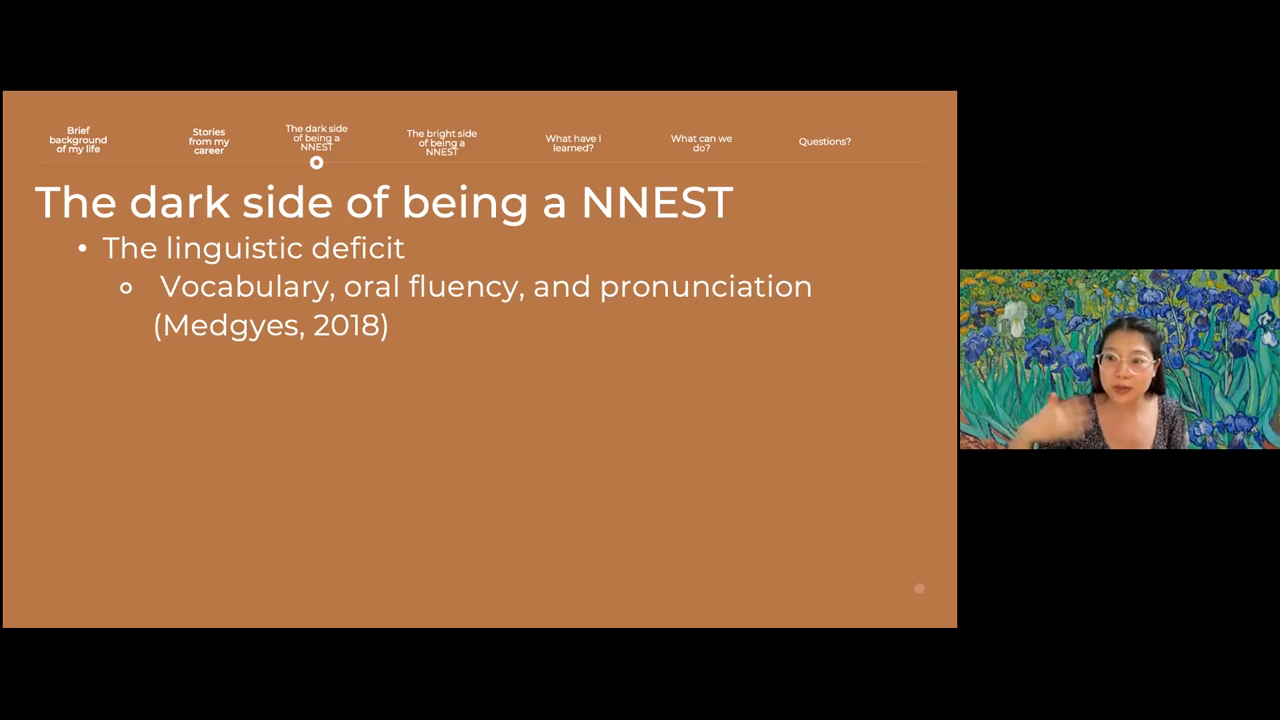 Brief
background
of my life
Stories
from my
career
The dark side
of being a
NNEST
The bright side
of being a
NNEST
What have I
learned?
What can we
do?
Questions?
The dark side of being a NNEST
• The linguistic deficit
Vocabulary, oral fluency, and pronunciation
(Medgyes, 2018)